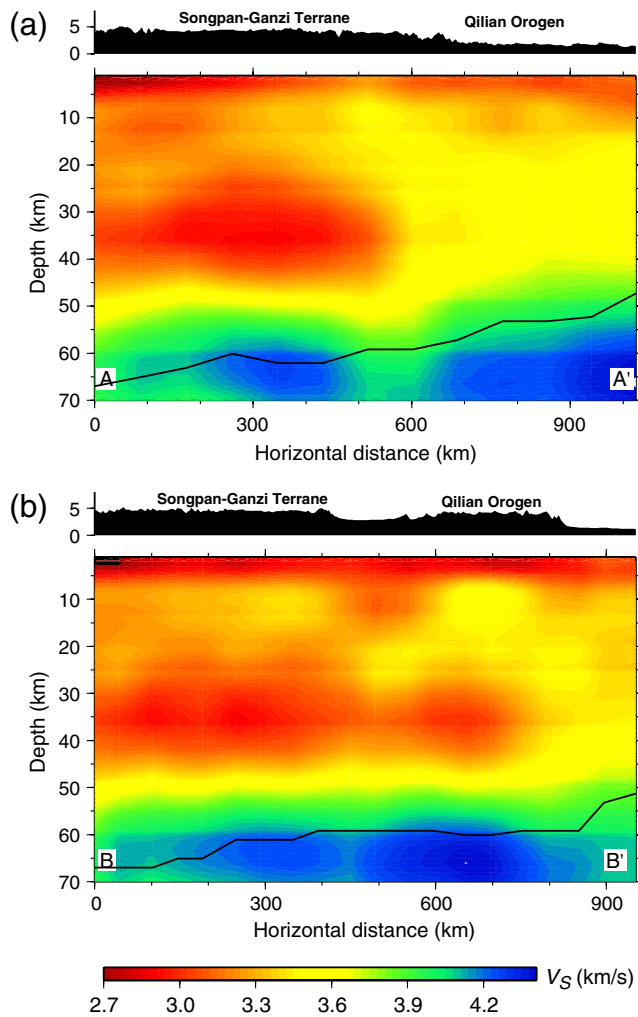 (a)
Songpan-Ganzi Terrane Qilian Orogen
5
0
10
20
30
40
50
60
70
Depth (km)
A A'
0 300 600 900
Horizontal distance (km)
(b)
Songpan-Ganzi Terrane Qilian Orogen
5
0
10
20
30
40
50
60
70
Depth (km)
B B'
0 300 600 900
Horizontal distance (km)
V_S (km/s)
2.7 3.0 3.3 3.6 3.9 4.2